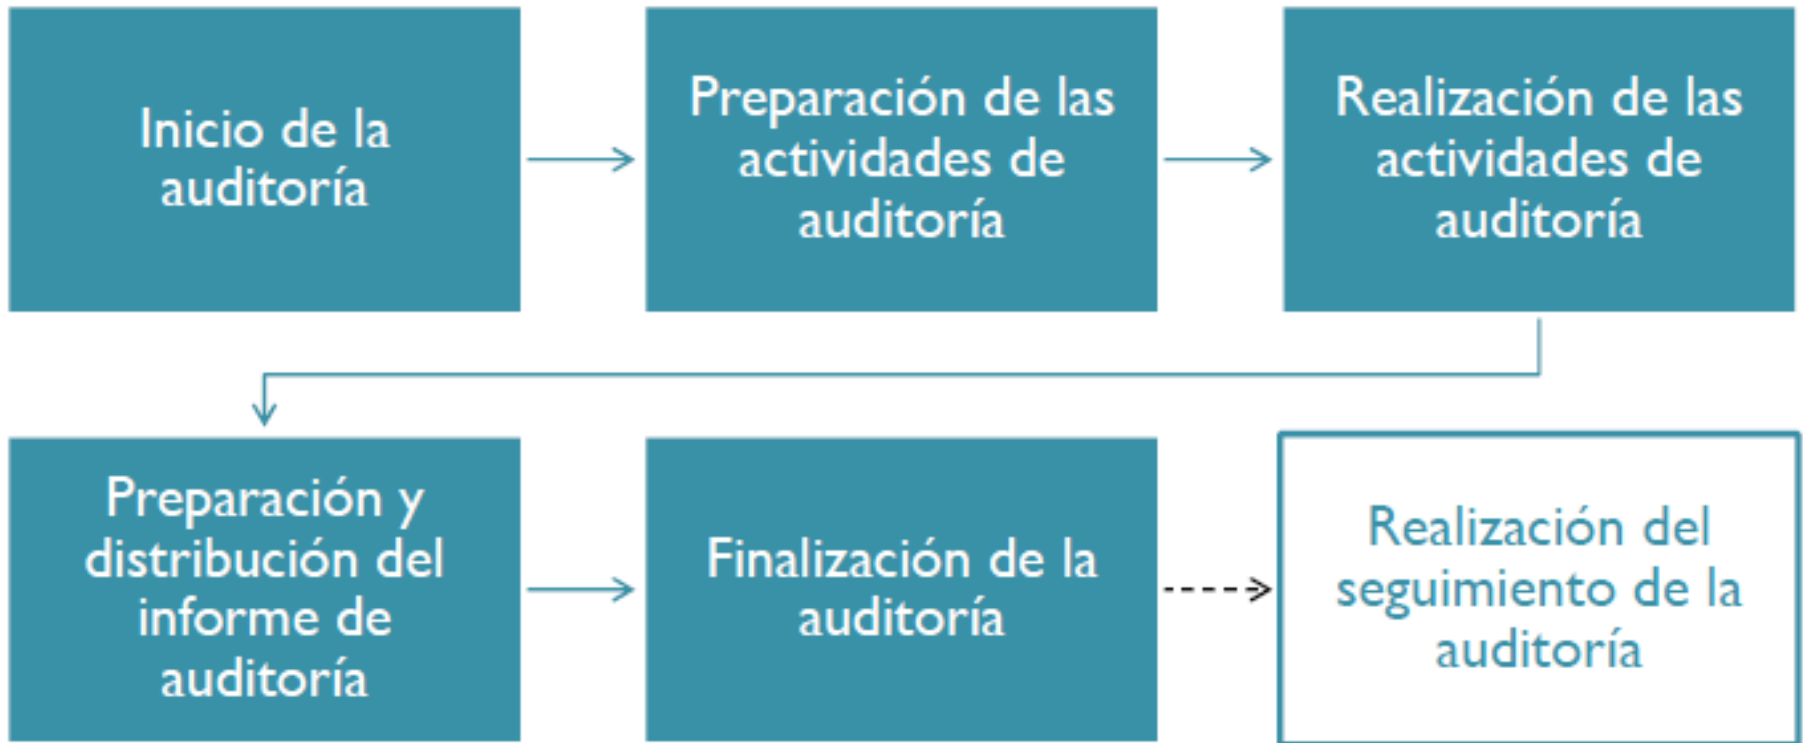 Inicio de la
auditoría
Preparación de las
actividades de
auditoría
Realización de las
actividades de
auditoría
Preparación y
distribución del
informe de
auditoría
Finalización de la
auditoría
Realización del
seguimiento de la
auditoría